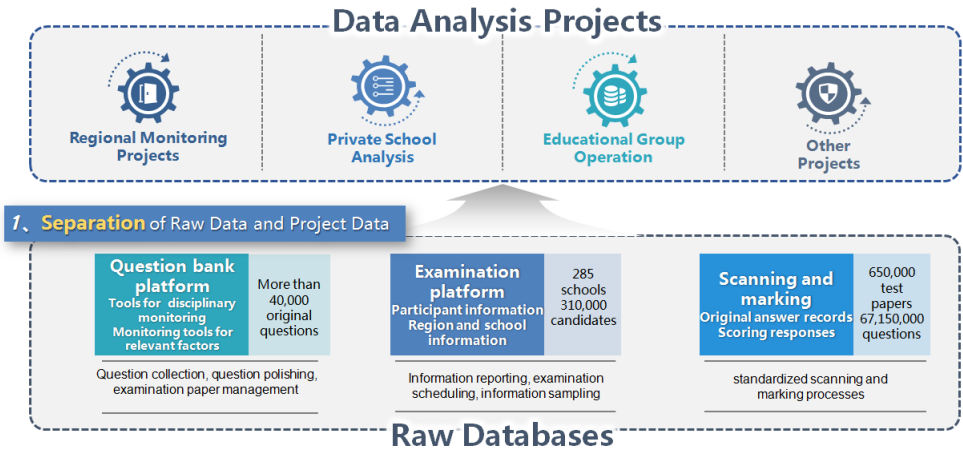 Data Analysis Projects
Regional Monitoring
Projects
Private School
Analysis
Educational Group
Operation
Other
Projects
1、Separation of Raw Data and Project Data
Question bank
platform
Tools for disciplinary
monitoring
Monitoring tools for
relevant factors
More than
40,000
original
questions
Question collection, question polishing,
examination paper management
Examination
platform
Participant information
Region and school
information
285
schools
310,000
candidates
Information reporting, examination
scheduling, information sampling
Scanning and
marking
Original answer records
Scoring responses
650,000
test
papers
67,150,000
questions
standardized scanning and
marking processes
Raw Databases